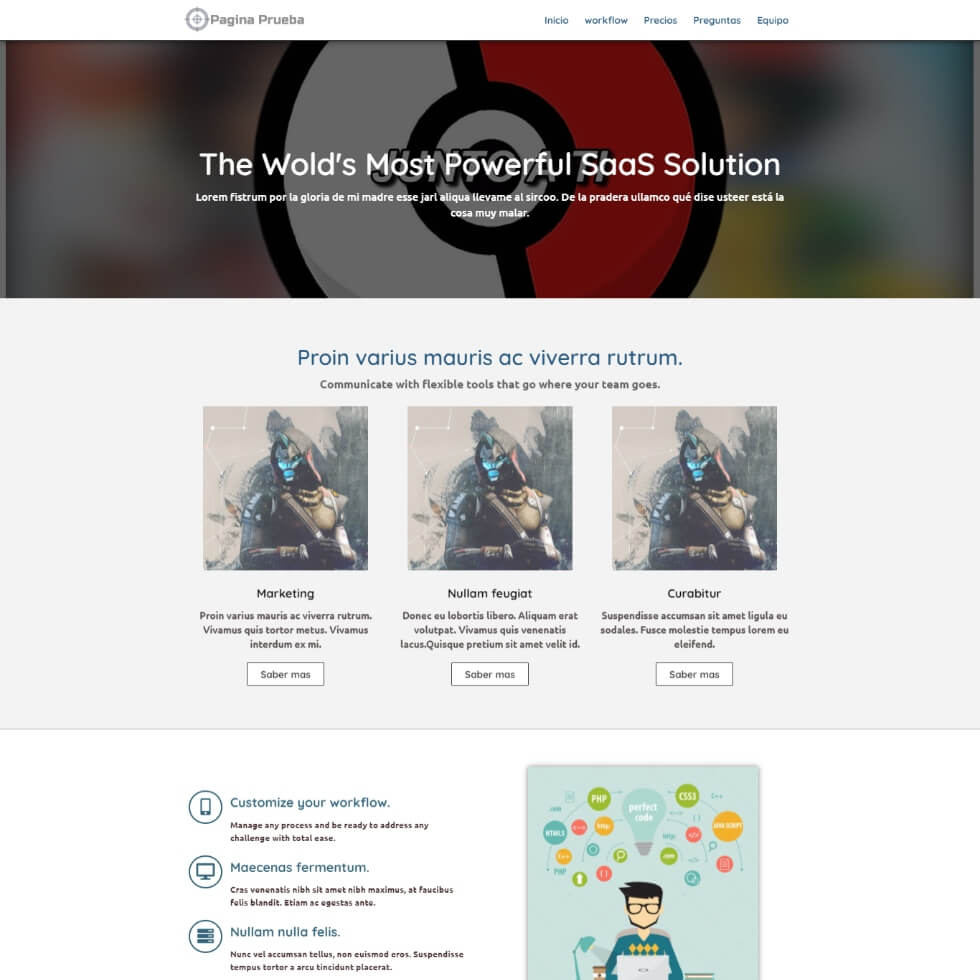 Pagina Prueba
Inicio workflow Precios Preguntas Equipo
JUNTO A TI
The Wold's Most Powerful SaaS Solution
Lorem fistrum por la gloria de mi madre esse jarl aliqua llevame al sircoo. De la pradera ullamco qué dise usteer está la
cosa muy malar.
Proin varius mauris ac viverra rutrum.
Communicate with flexible tools that go where your team goes.
Marketing
Proin varius mauris ac viverra rutrum.
Vivamus quis tortor metus. Vivamus
interdum ex mi.
Saber mas
Nullam feugiat
Donec eu lobortis libero. Aliquam erat
volutpat. Vivamus quis venenatis
lacus.Quisque pretium sit amet velit id.
Saber mas
Curabitur
Suspendisse accumsan sit amet ligula eu
sodales. Fusce molestie tempus lorem eu
eleifend.
Saber mas
Customize your workflow.
Manage any process and be ready to address any
challenge with total ease.
Maecenas fermentum.
Cras venenatis nibh sit amet nibh maximus, at faucibus
felis blandit. Etiam ac egestas ante.
Nullam nulla felis.
Nunc vel accumsan tellus, non euismod eros. Suspendisse
tempus tortor a arcu tincidunt placerat.
PHP
CSS3
C++
.com
perfect
code
HTML5
http:
JAVA SCRIPT
http:
C++
.com
PHP